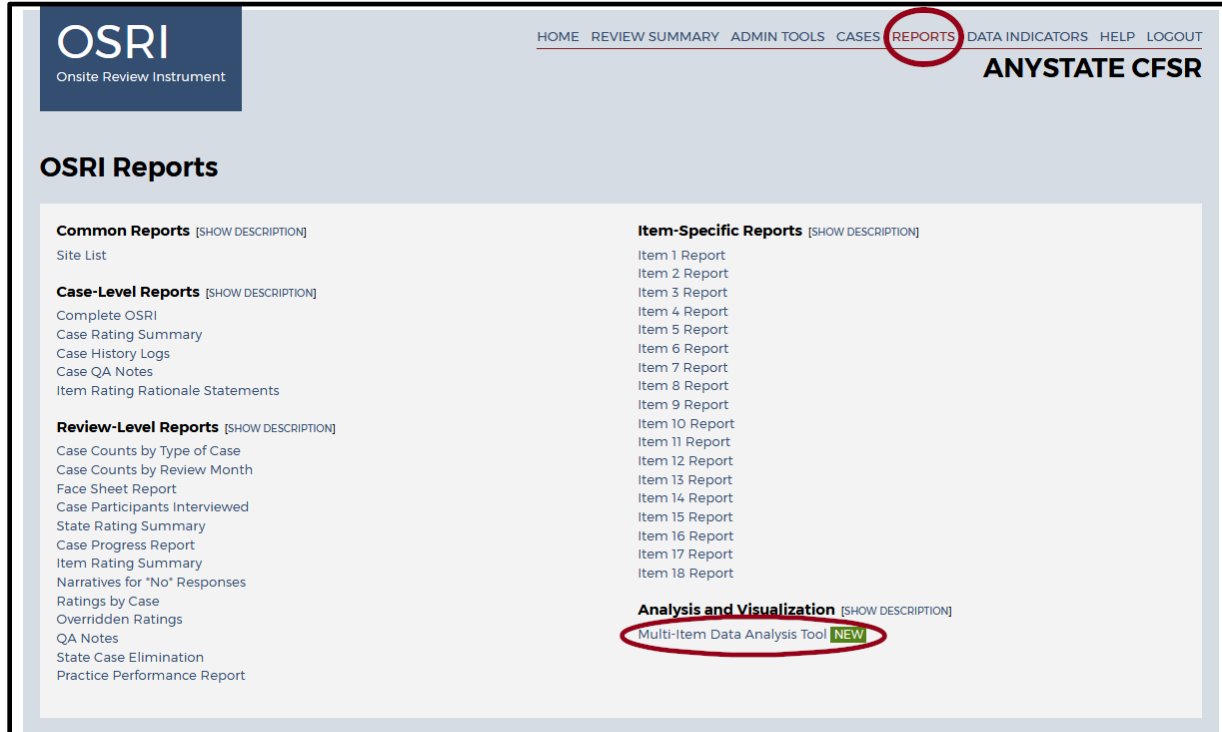 OSRI
Onsite Review Instrument
HOME REVIEW SUMMARY ADMIN TOOLS CASES REPORTS DATA INDICATORS HELP LOGOUT
ANYSTATE CFSR
OSRI Reports
Common Reports [SHOW DESCRIPTION]
Site List
Case-Level Reports [SHOW DESCRIPTION]
Complete OSRI
Case Rating Summary
Case History Logs
Case QA Notes
Item Rating Rationale Statements
Review-Level Reports [SHOW DESCRIPTION]
Case Counts by Type of Case
Case Counts by Review Month
Face Sheet Report
Case Participants Interviewed
State Rating Summary
Case Progress Report
Item Rating Summary
Narratives for "No" Responses
Ratings by Case
Overridden Ratings
QA Notes
State Case Elimination
Practice Performance Report
Item-Specific Reports [SHOW DESCRIPTION]
Item 1 Report
Item 2 Report
Item 3 Report
Item 4 Report
Item 5 Report
Item 6 Report
Item 7 Report
Item 8 Report
Item 9 Report
Item 10 Report
Item 11 Report
Item 12 Report
Item 13 Report
Item 14 Report
Item 15 Report
Item 16 Report
Item 17 Report
Item 18 Report
Analysis and Visualization [SHOW DESCRIPTION]
Multi-Item Data Analysis Tool NEW